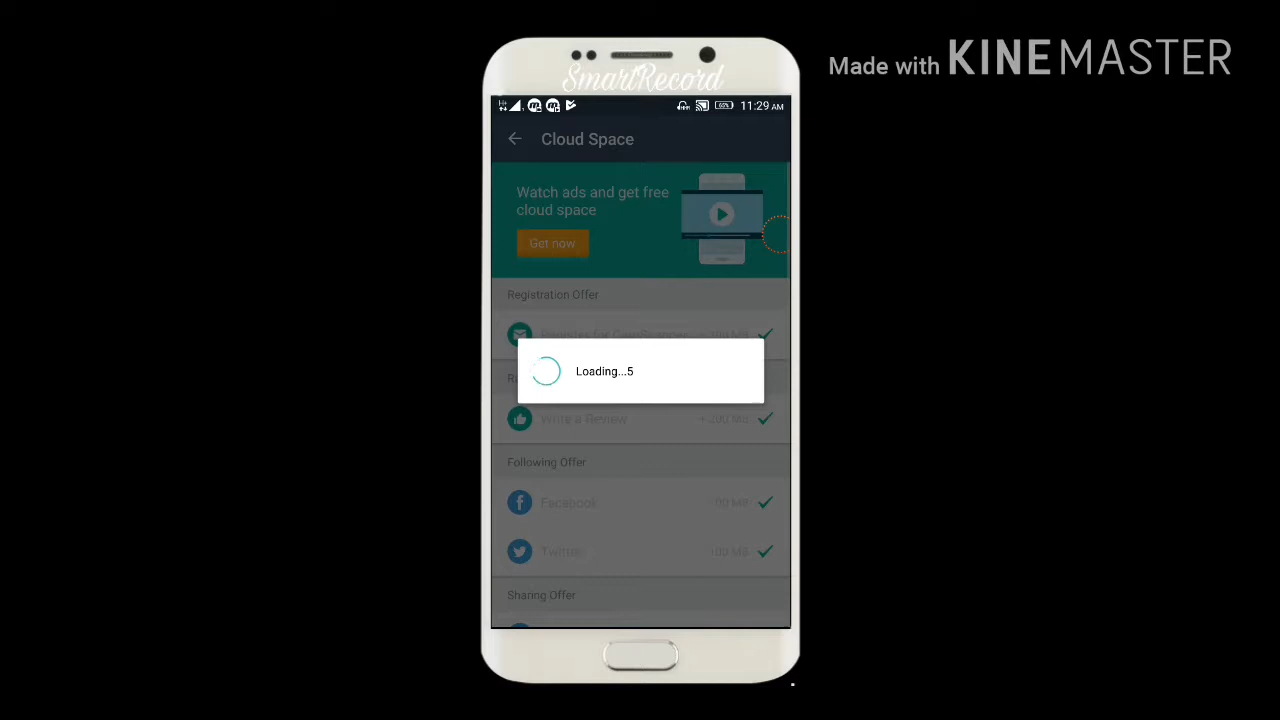 Made with KINEMASTER
SmartRecord
11:29 AM
Cloud Space
Watch ads and get free
cloud space
Get now
Registration Offer
Register for CamScanner
Loading...5
Write a Review + 200 MB
Following Offer
Facebook 100 MB
Twitter 100 MB
Sharing Offer